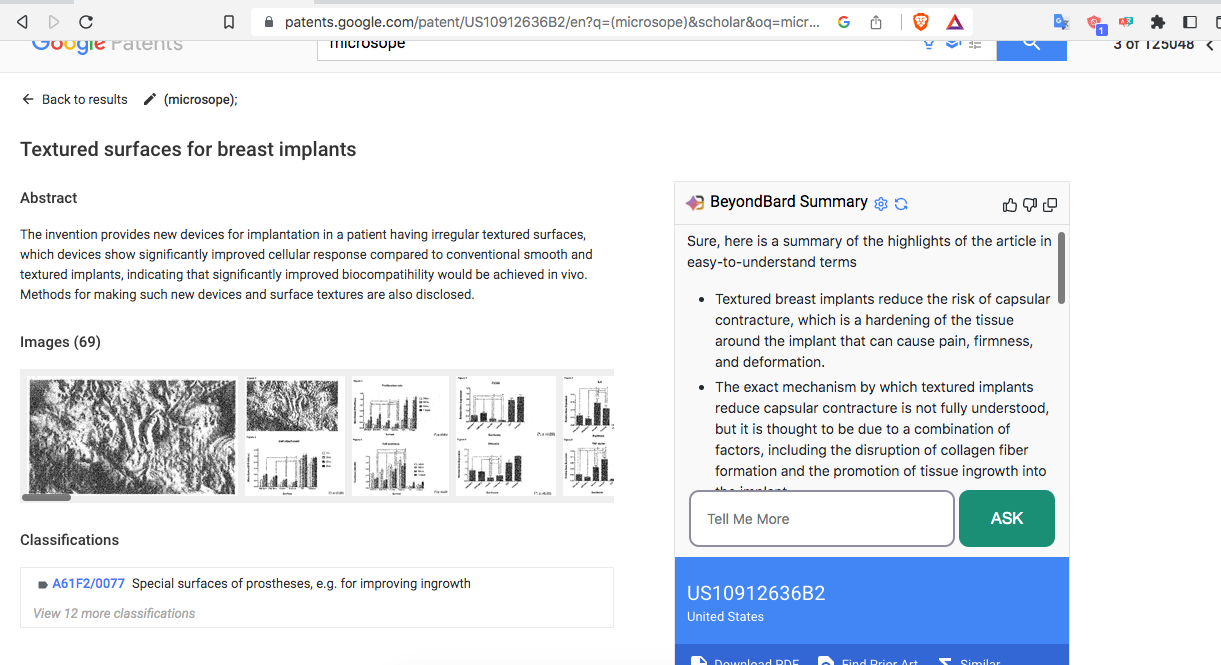 patents.google.com/patent/US10912636B2/en?q=(microsope)&scholar&oq=micr...
1
Google Patents
microsope
3 of 125048
Back to results
(microsope);
Textured surfaces for breast implants
Abstract
The invention provides new devices for implantation in a patient having irregular textured surfaces,
which devices show significantly improved cellular response compared to conventional smooth and
textured implants, indicating that significantly improved biocompatibility would be achieved in vivo.
Methods for making such new devices and surface textures are also disclosed.
Images (69)
Classifications
A61F2/0077 Special surfaces of prostheses, e.g. for improving ingrowth
View 12 more classifications
BeyondBard Summary
Sure, here is a summary of the highlights of the article in
easy-to-understand terms
• Textured breast implants reduce the risk of capsular
contracture, which is a hardening of the tissue
around the implant that can cause pain, firmness,
and deformation.
• The exact mechanism by which textured implants
reduce capsular contracture is not fully understood,
but it is thought to be due to a combination of
factors, including the disruption of collagen fiber
formation and the promotion of tissue ingrowth into
the implant
Tell Me More
ASK
US10912636B2
United States
Download PDF Find Prior Art Similar